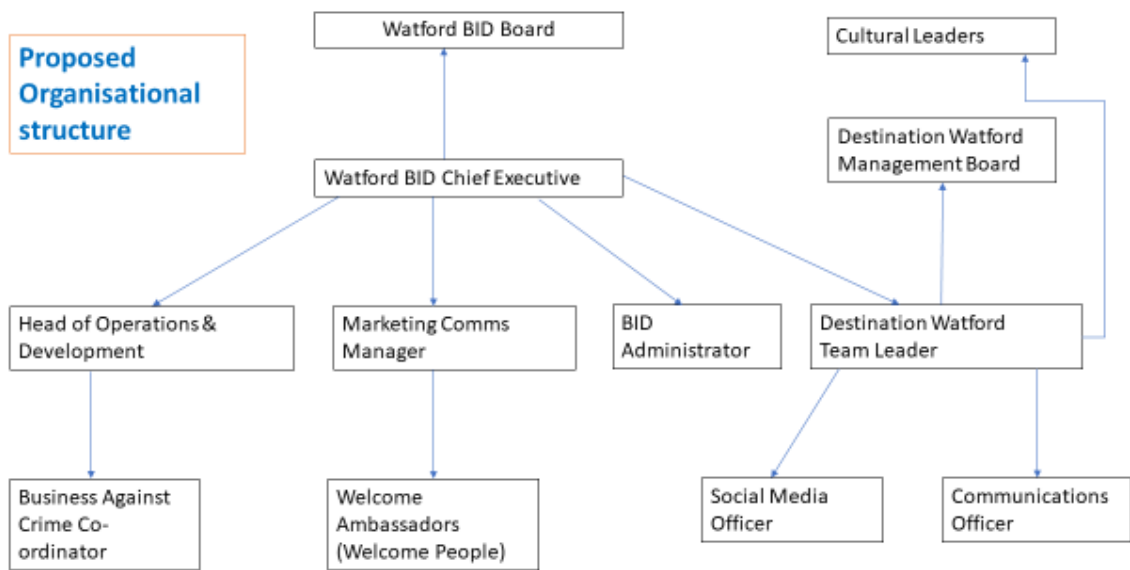 Proposed
Organisational
structure
Watford BID Board
Cultural Leaders
Destination Watford
Management Board
Watford BID Chief Executive
Head of Operations &
Development
Marketing Comms
Manager
BID
Administrator
Destination Watford
Team Leader
Business Against
Crime Co-
ordinator
Welcome
Ambassadors
(Welcome People)
Social Media
Officer
Communications
Officer